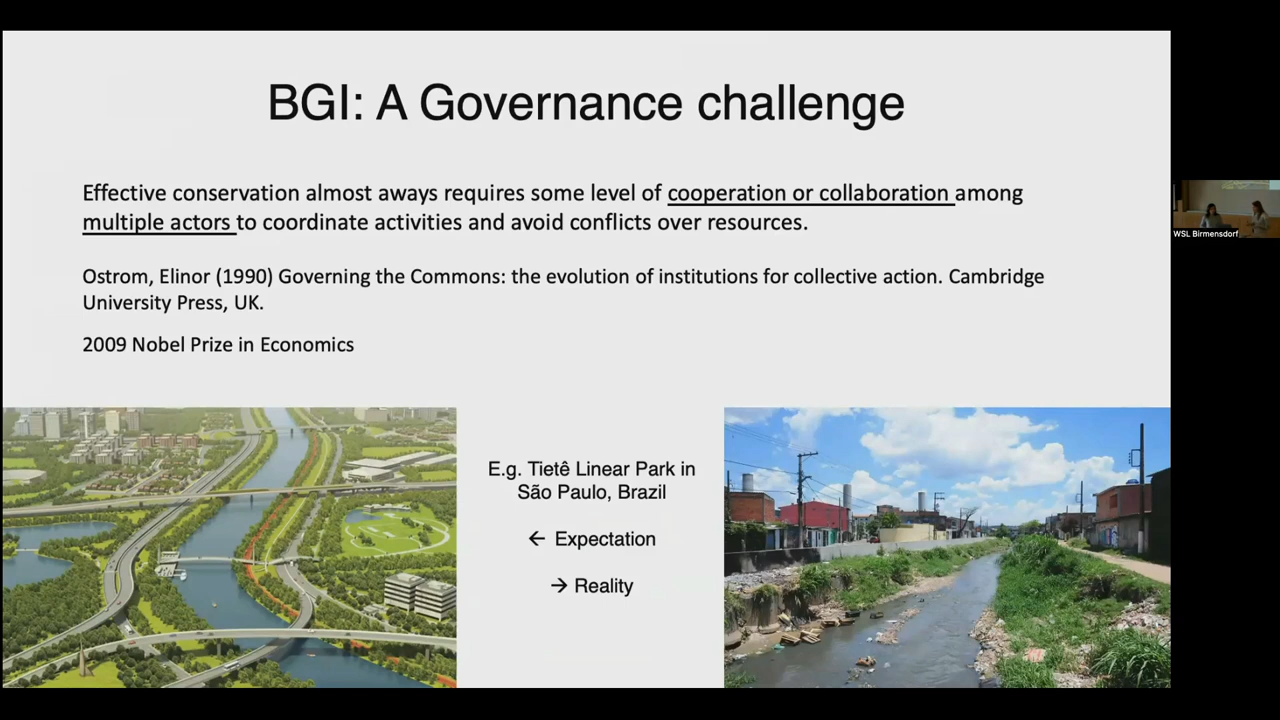 BGI: A Governance challenge
Effective conservation almost aways requires some level of cooperation or collaboration among
multiple actors to coordinate activities and avoid conflicts over resources.
Ostrom, Elinor (1990) Governing the Commons: the evolution of institutions for collective action. Cambridge
University Press, UK.
2009 Nobel Prize in Economics
E.g. Tietê Linear Park in
São Paulo, Brazil
← Expectation
→ Reality
WSL Birmensdorf